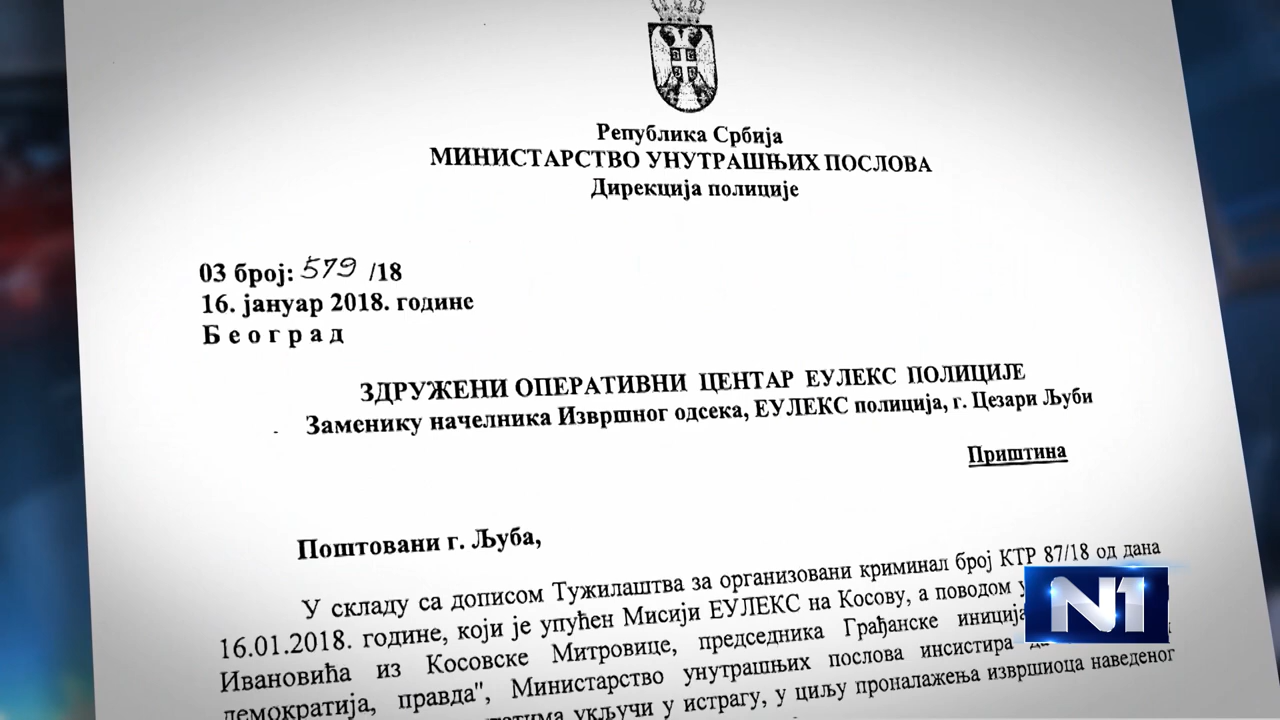 Република Србија
МИНИСТАРСТВО УНУТРАШЊИХ ПОСЛОВА
Дирекција полиције
03 број: 579 /18
16. јануар 2018. године
Београд
ЗДРУЖЕНИ ОПЕРАТИВНИ ЦЕНТАР ЕУЛЕКС ПОЛИЦИЈЕ
Заменику начелника Извршног одсека, ЕУЛЕКС полиција, г. Цезари Љуби
Приштина
Поштовани г. Љуба,
У складу са дописом Тужилаштва за организовани криминал број КТР 87/18 од дана
16.01.2018. године, који је упућен Мисији ЕУЛЕКС на Косову, а поводом
Ивановића из Косовске Митровице, председника Грађанске
демократија, правда", Министарство унутрашњих послова инсистира
укључи у истрагу, у циљу проналажења извршиоца наведеног
N1